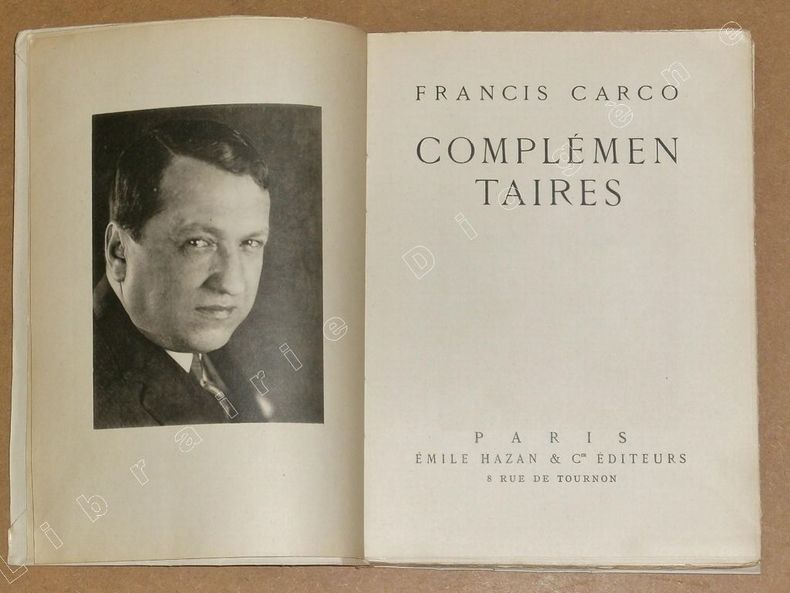 FRANCIS CARCO
COMPLÉMEN
TAIRES
PARIS
ÉMILE HAZAN & Cie ÉDITEURS
8 RUE DE TOURNON
Librairie Diogène